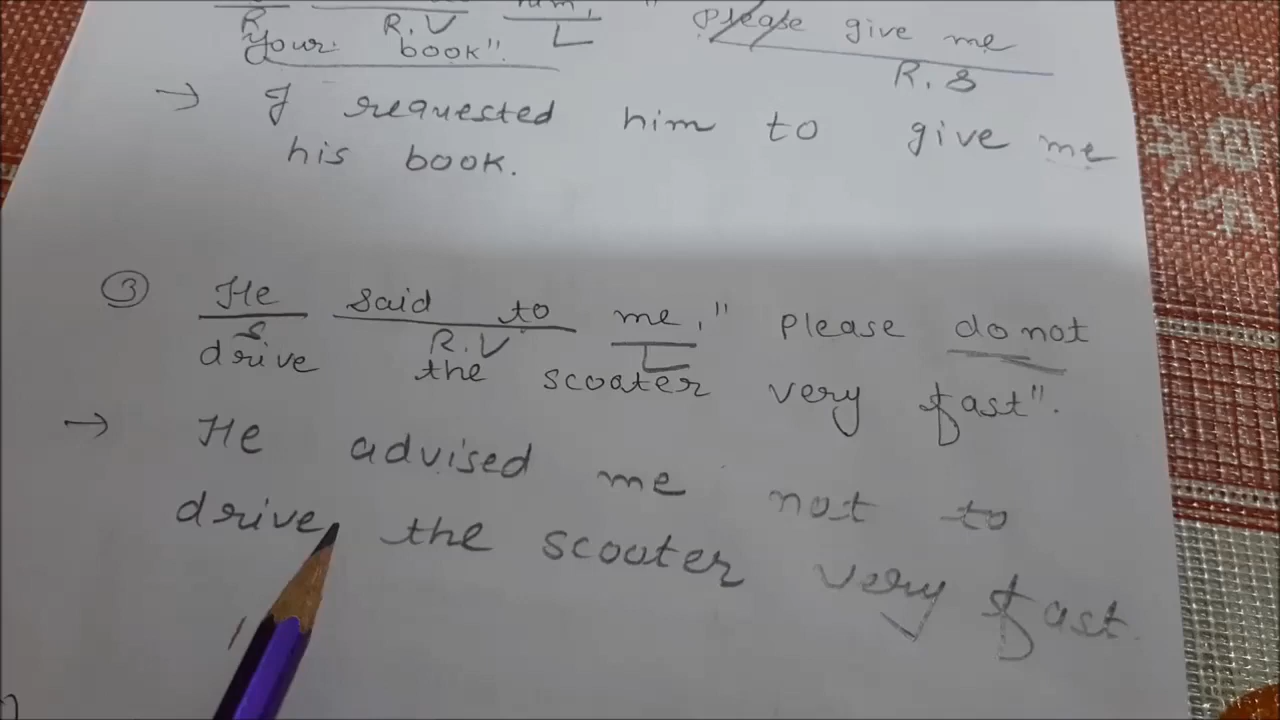 R, R.V L "Please give me
your book". R.S
→ I requested him to give me
his book.
③ He said to me," Please do not
S R.V L
drive the scooter very fast".
→ He advised me not to
drive the scooter very fast.